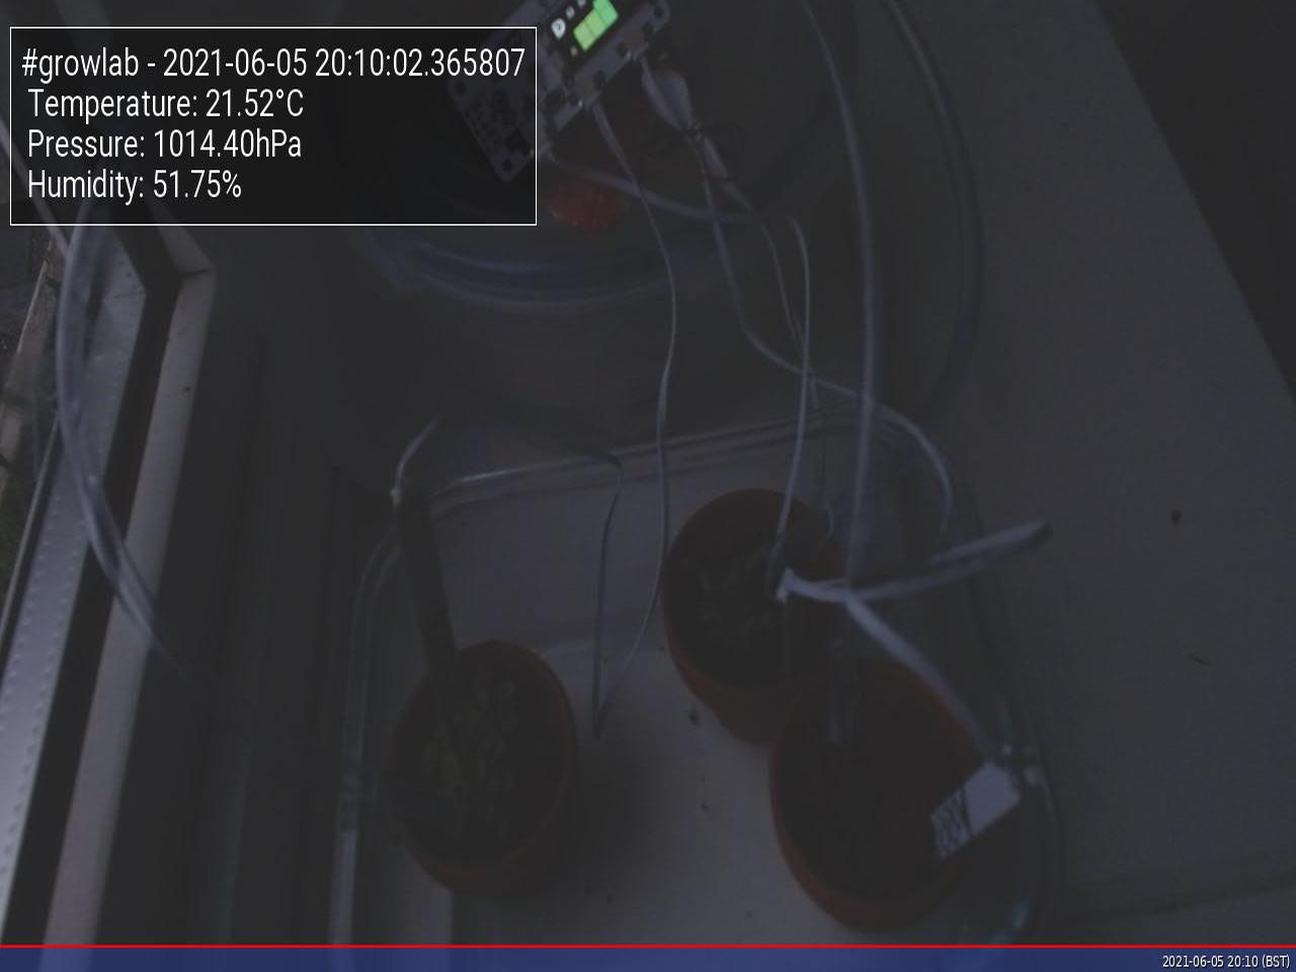 #growlab - 2021-06-05 20:10:02.365807
Temperature: 21.52°C
Pressure: 1014.40hPa
Humidity: 51.75%
2021-06-05 20:10 (BST)